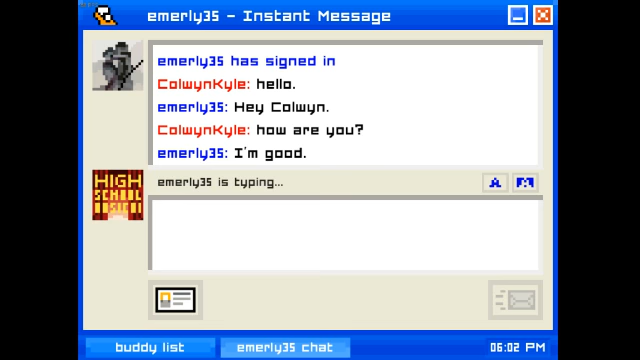 emerly35 - Instant Message
emerly35 has signed in
ColwynKyle: hello.
emerly35: Hey Colwyn.
ColwynKyle: how are you?
emerly35: I'm good.
emerly35 is typing...
HIGH
SCHOOL
buddy list
emerly35 chat
06:02 PM